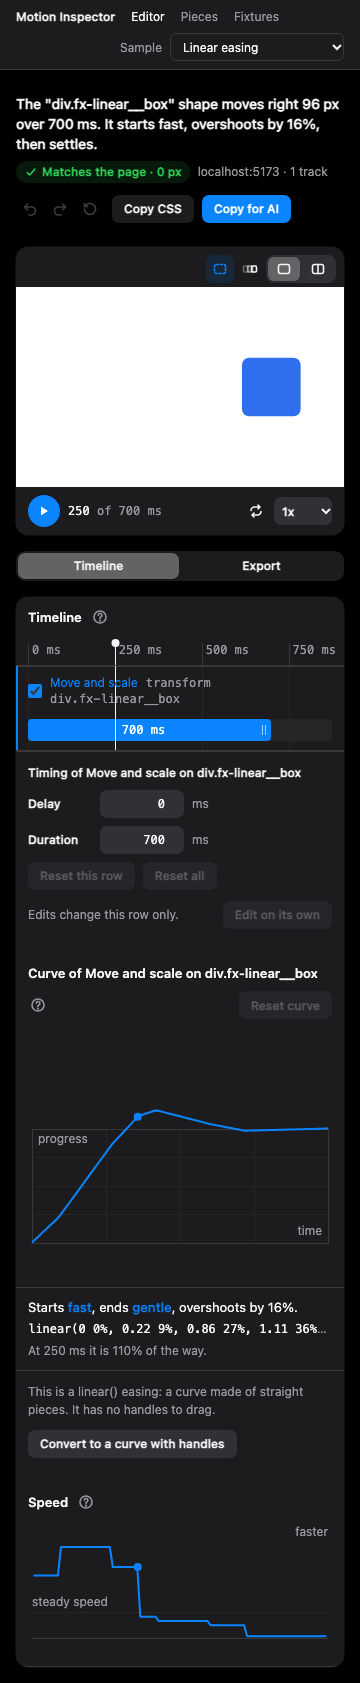 Motion Inspector Editor Pieces Fixtures
Sample Linear easing
The "div.fx-linear__box" shape moves right 96 px
over 700 ms. It starts fast, overshoots by 16%,
then settles.
Matches the page · 0 px localhost:5173 · 1 track
Copy CSS Copy for AI
250 of 700 ms 1x
Timeline Export
Timeline
0 ms 250 ms 500 ms 750 ms
Move and scale transform
div.fx-linear__box
700 ms
Timing of Move and scale on div.fx-linear__box
Delay 0 ms
Duration 700 ms
Reset this row Reset all
Edits change this row only. Edit on its own
Curve of Move and scale on div.fx-linear__box
Reset curve
progress
time
Starts fast, ends gentle, overshoots by 16%.
linear(0 0%, 0.22 9%, 0.86 27%, 1.11 36%…
At 250 ms it is 110% of the way.
This is a linear() easing: a curve made of straight
pieces. It has no handles to drag.
Convert to a curve with handles
Speed
faster
steady speed